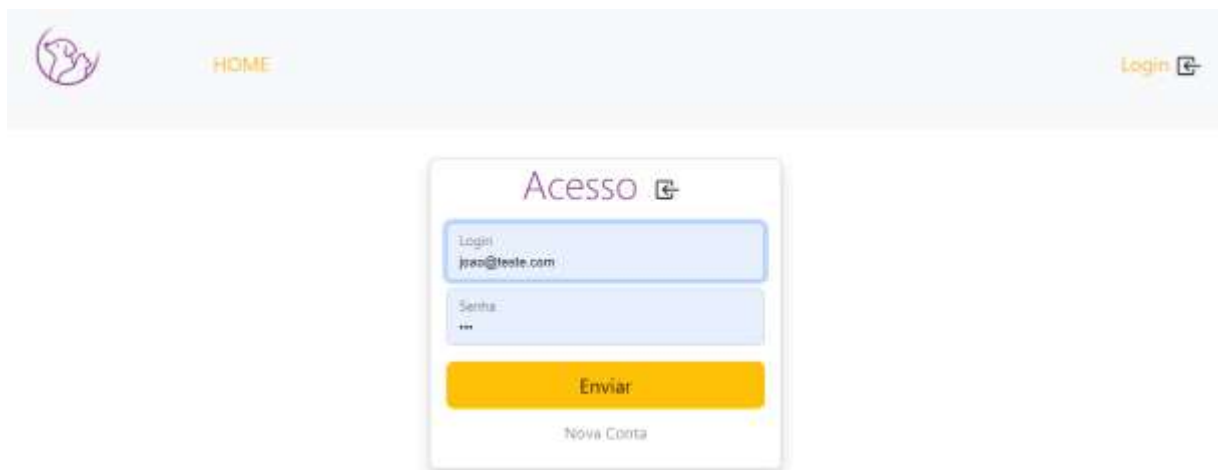 HOME
Login
Acesso
Login
joao@teste.com
Senha
•••
Enviar
Nova Conta